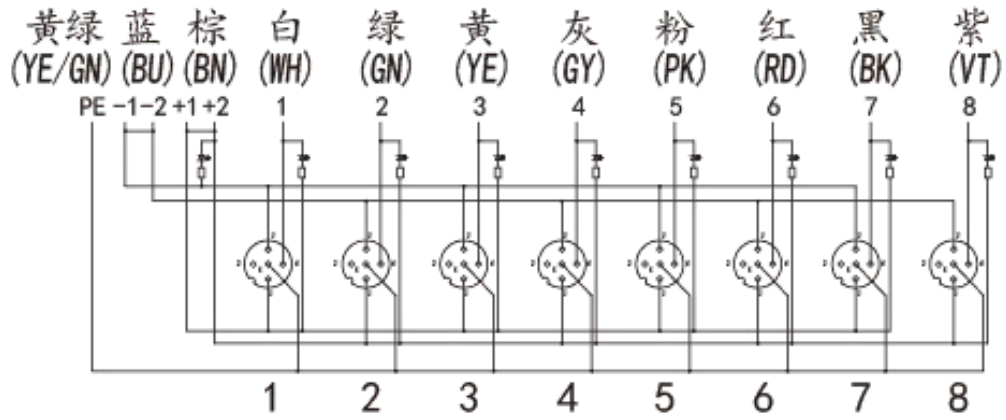 黄绿 蓝 棕 白 绿 黄 灰 粉 红 黑 紫
(YE/GN) (BU) (BN) (WH) (GN) (YE) (GY) (PK) (RD) (BK) (VT)
PE -1-2 +1 +2 1 2 3 4 5 6 7 8
1 2 3 4 5 6 7 8